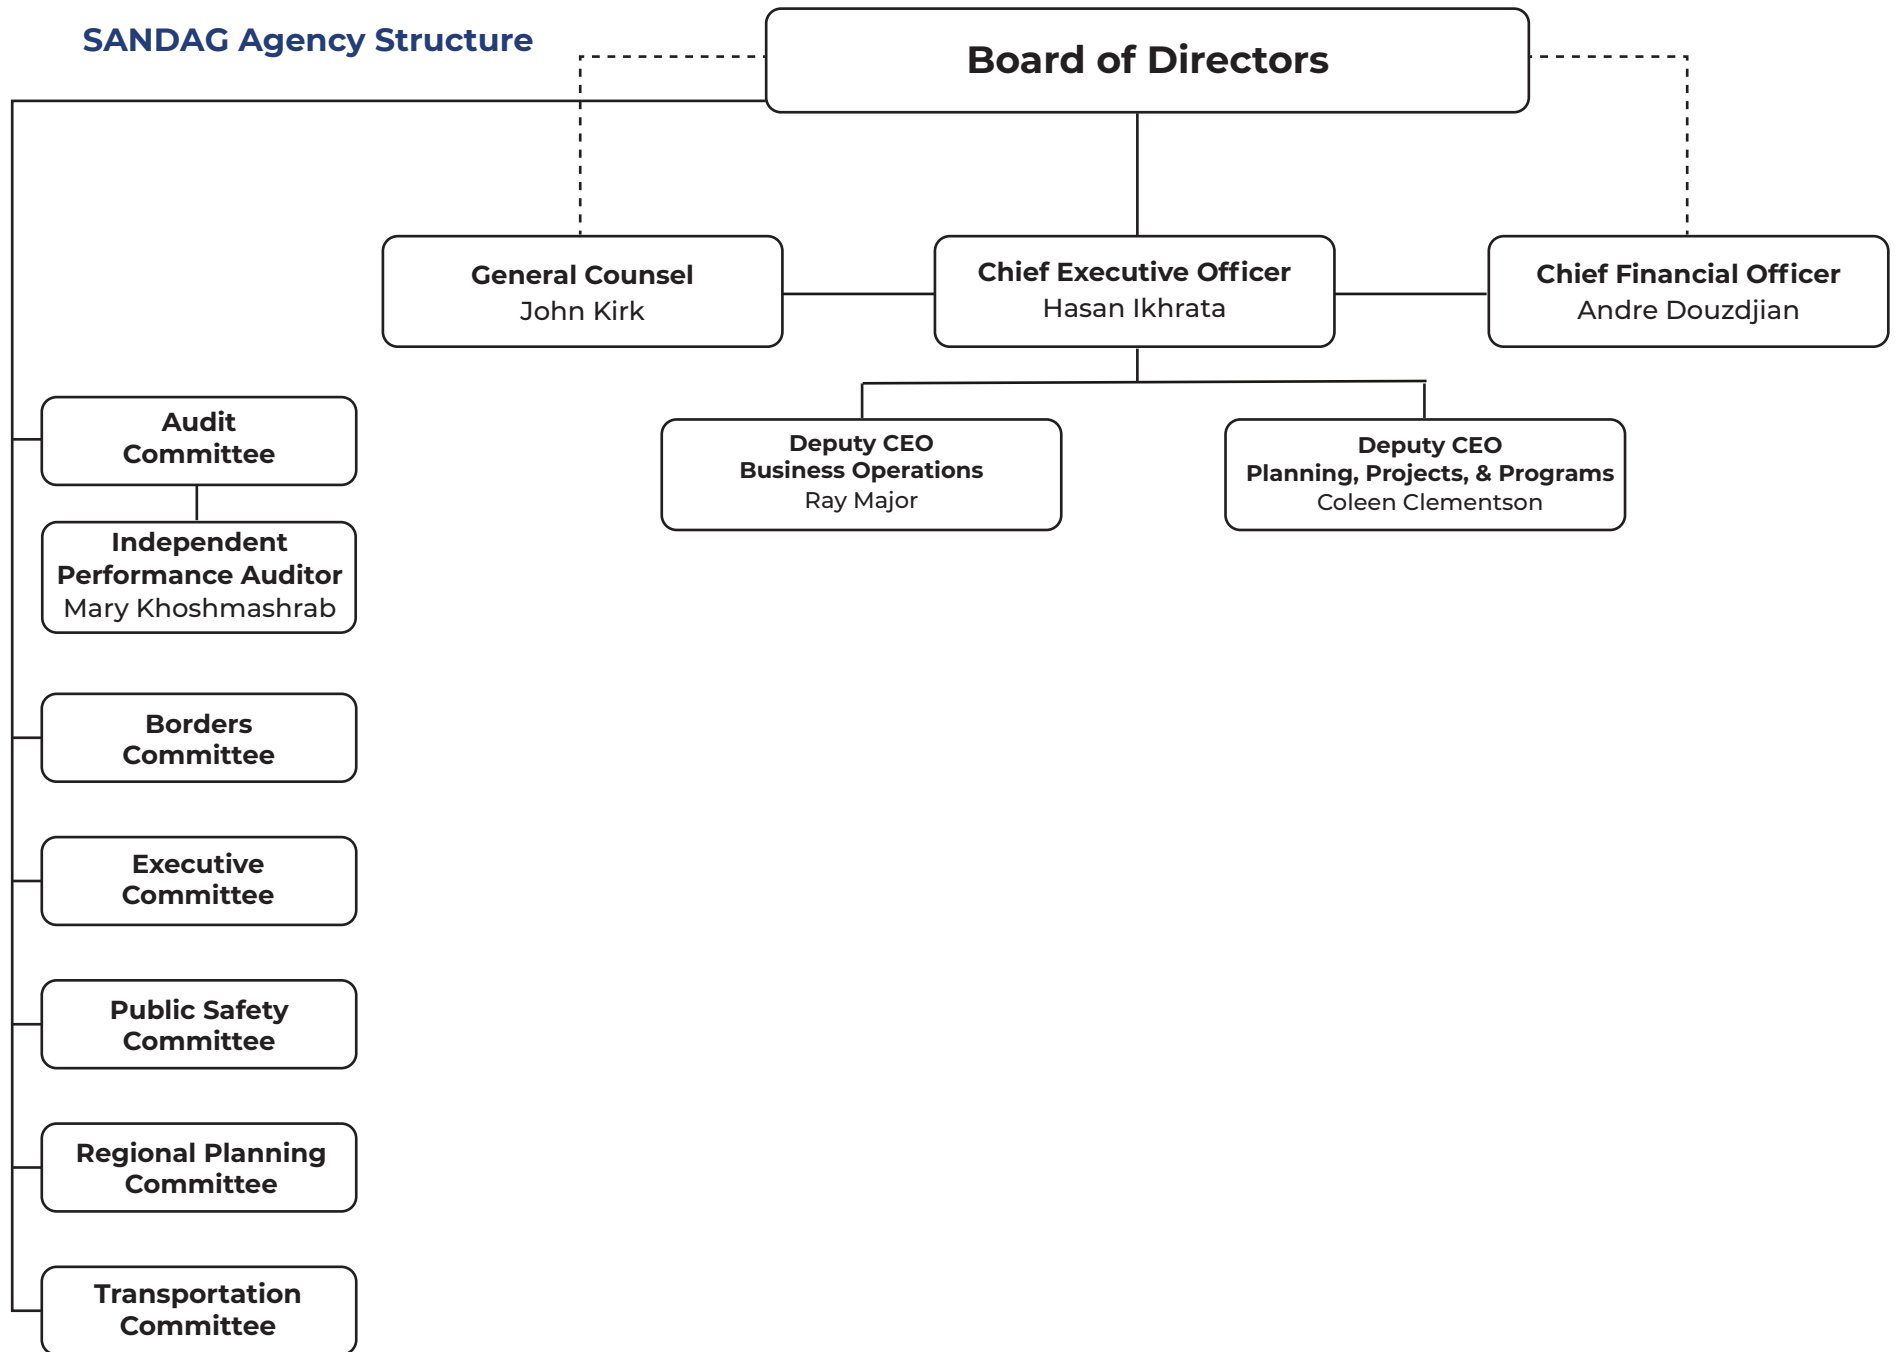 SANDAG Agency Structure
Board of Directors
General Counsel
John Kirk
Chief Executive Officer
Hasan Ikhrata
Chief Financial Officer
Andre Douzdjian
Deputy CEO
Business Operations
Ray Major
Deputy CEO
Planning, Projects, & Programs
Coleen Clementson
Audit
Committee
Independent
Performance Auditor
Mary Khoshmashrab
Borders
Committee
Executive
Committee
Public Safety
Committee
Regional Planning
Committee
Transportation
Committee